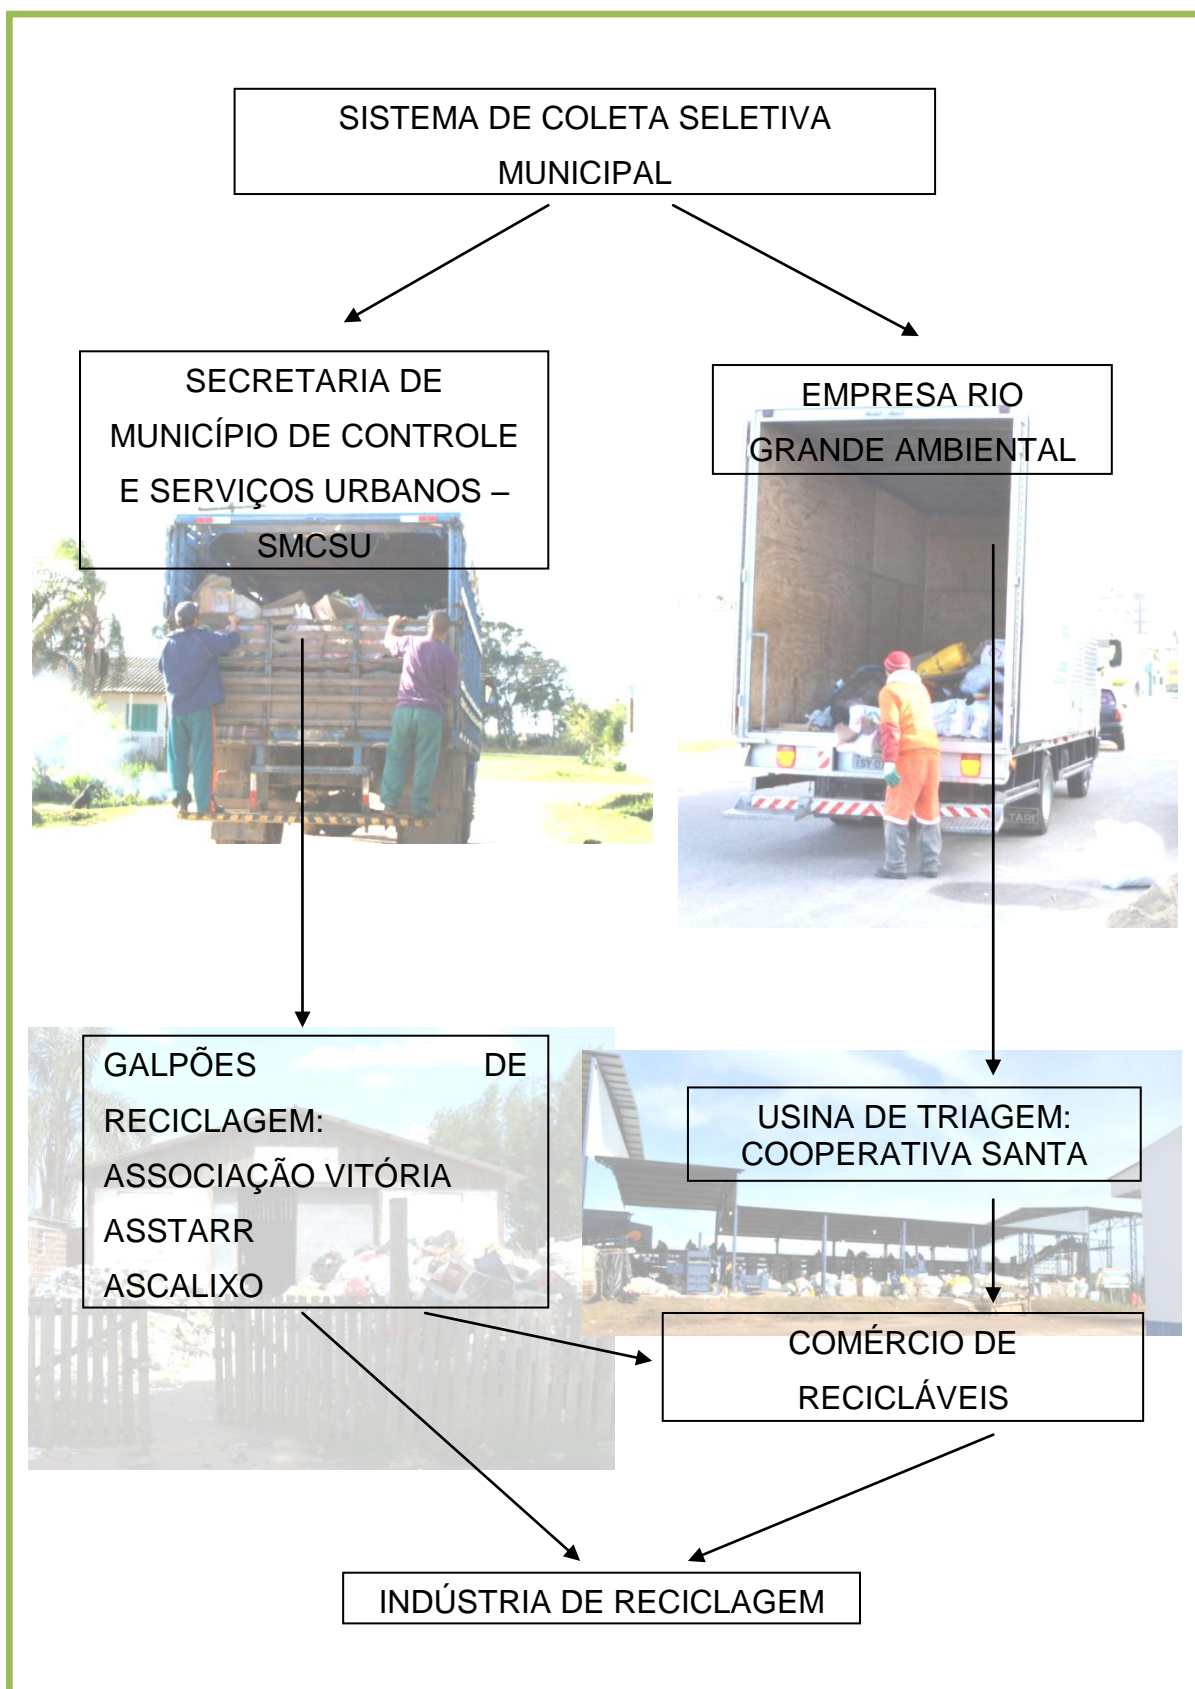 SISTEMA DE COLETA SELETIVA
MUNICIPAL
SECRETARIA DE
MUNICÍPIO DE CONTROLE
E SERVIÇOS URBANOS –
SMCSU
EMPRESA RIO
GRANDE AMBIENTAL
GALPÕES DE
RECICLAGEM:
ASSOCIAÇÃO VITÓRIA
ASSTARR
ASCALIXO
USINA DE TRIAGEM:
COOPERATIVA SANTA
COMÉRCIO DE
RECICLÁVEIS
INDÚSTRIA DE RECICLAGEM